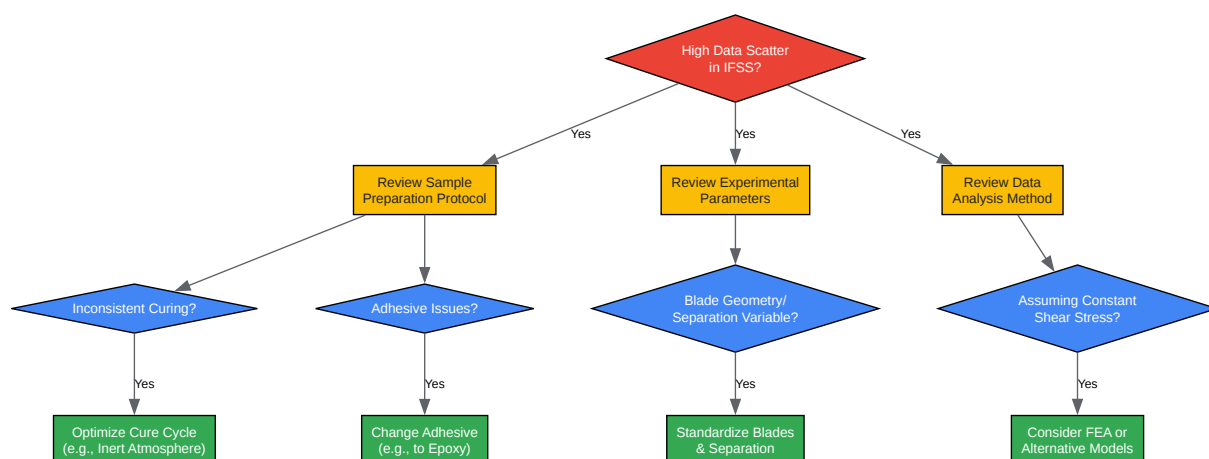 High Data Scatter
in IFSS?
Yes
Yes
Yes
Review Sample
Preparation Protocol
Review Experimental
Parameters
Review Data
Analysis Method
Inconsistent Curing?
Adhesive Issues?
Blade Geometry/
Separation Variable?
Assuming Constant
Shear Stress?
Yes
Yes
Yes
Yes
Optimize Cure Cycle
(e.g., Inert Atmosphere)
Change Adhesive
(e.g., to Epoxy)
Standardize Blades
& Separation
Consider FEA or
Alternative Models